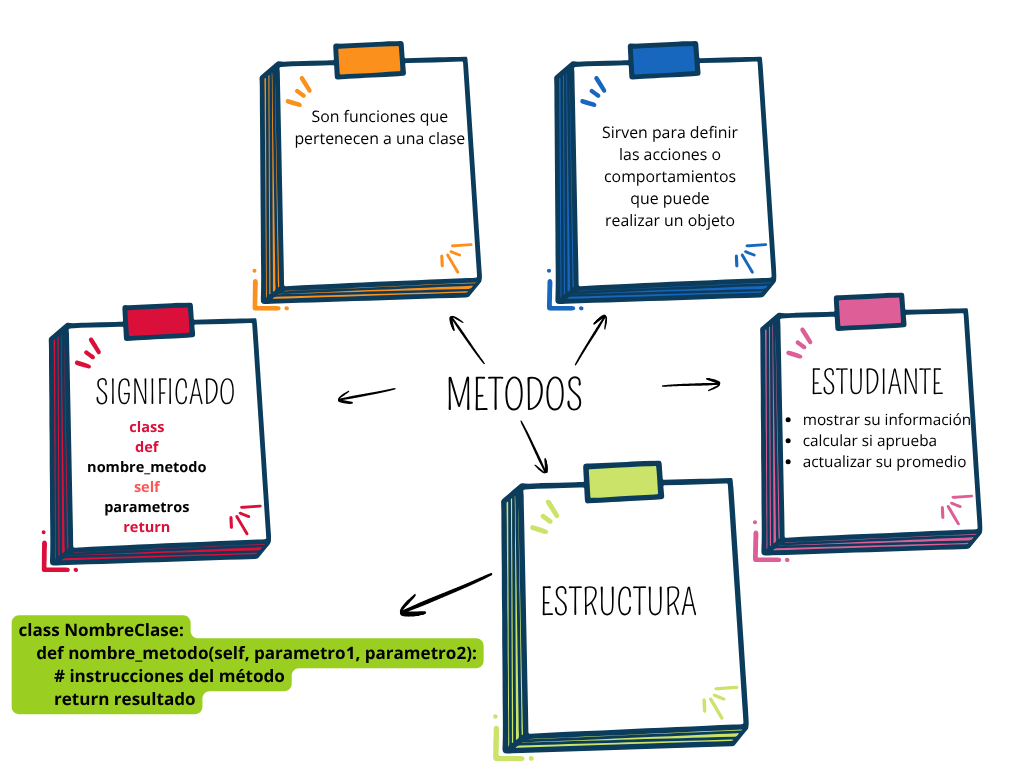 Son funciones que
pertenecen a una clase
Sirven para definir
las acciones o
comportamientos
que puede
realizar un objeto
METODOS
SIGNIFICADO
class
def
nombre_metodo
self
parametros
return
ESTUDIANTE
• mostrar su información
• calcular si aprueba
• actualizar su promedio
ESTRUCTURA
class NombreClase:
    def nombre_metodo(self, parametro1, parametro2):
        # instrucciones del método
        return resultado